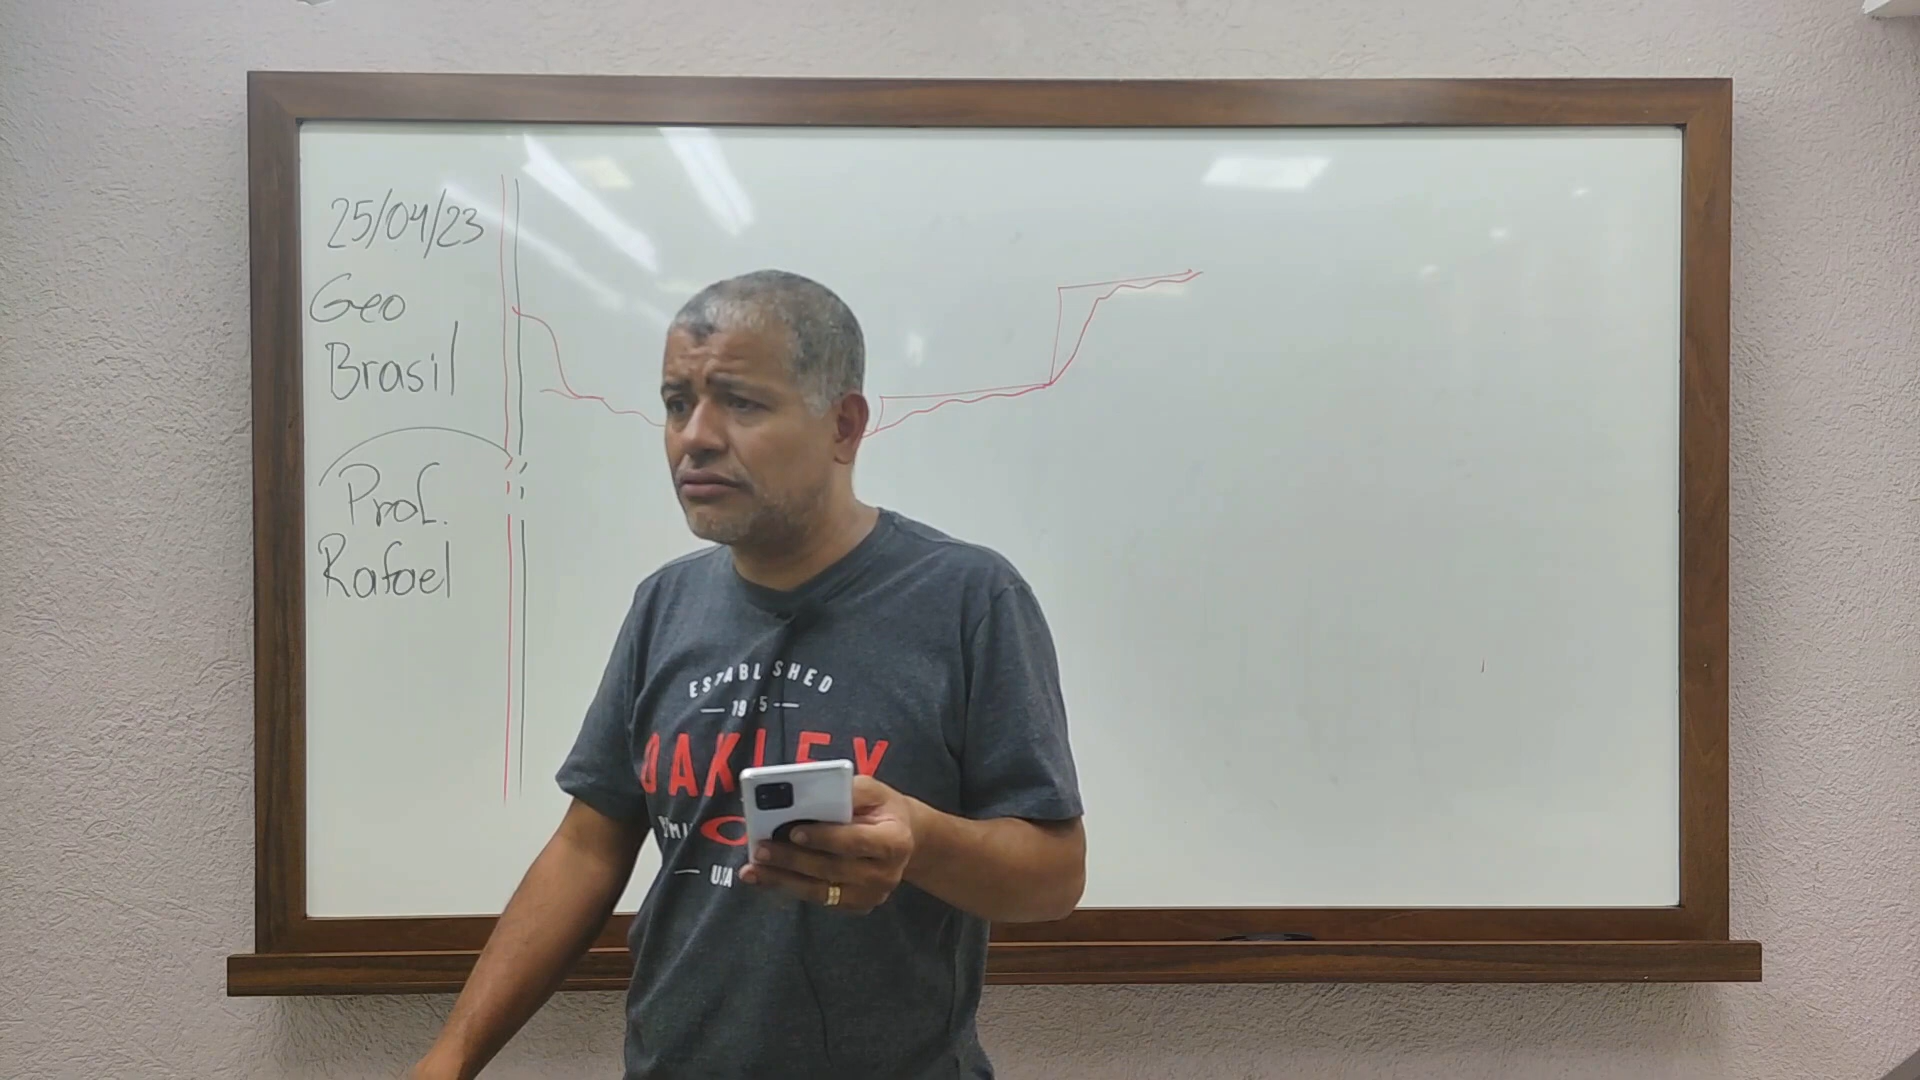 25/04/23
Geo
Brasil
Prof.
Rafael
ESTABLISHED
OAKLEY